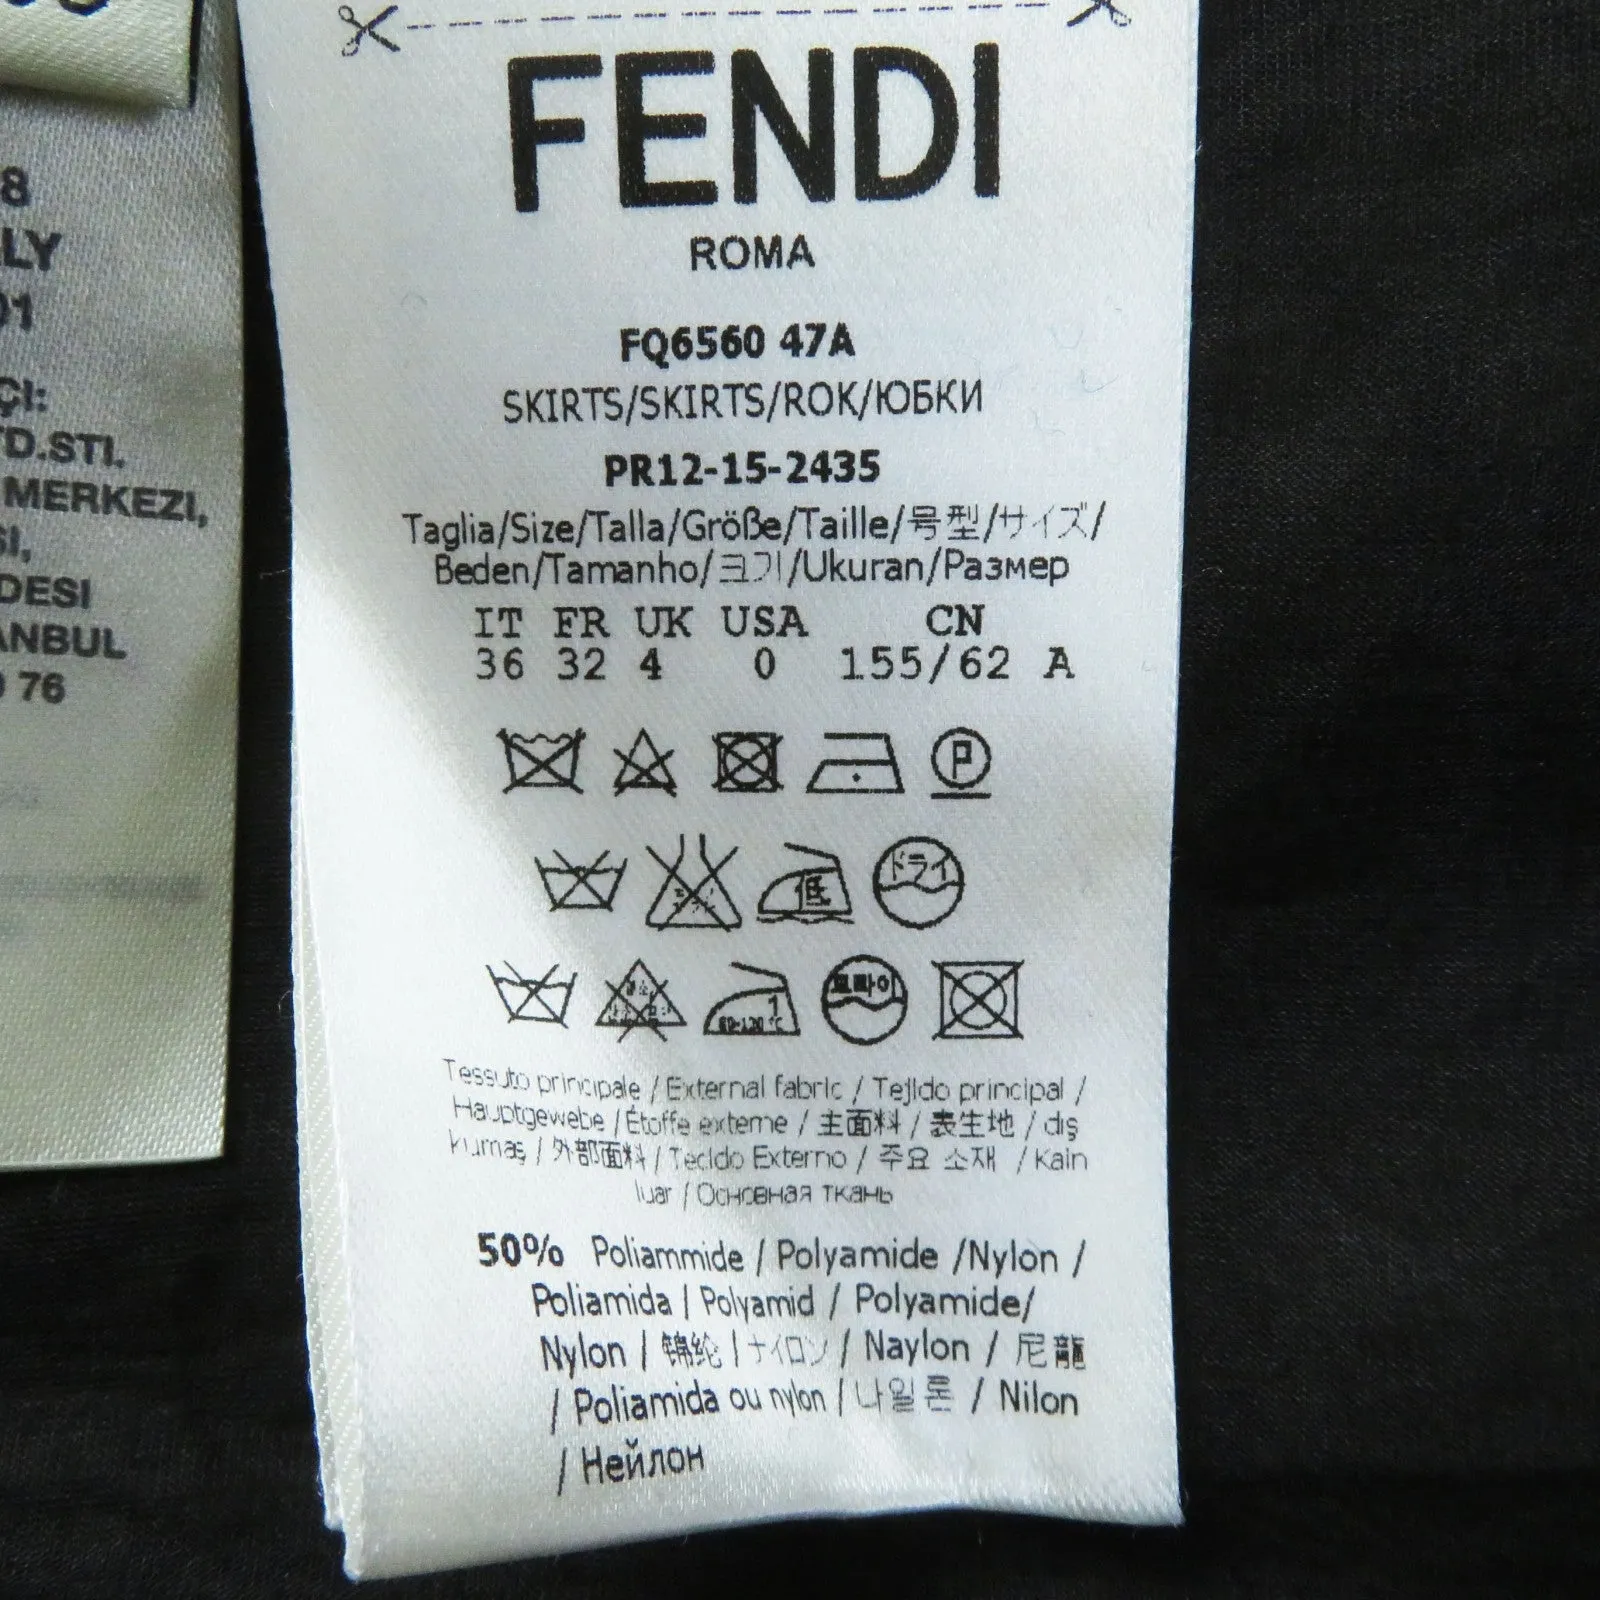 8
LY
01
ÇI:
TD.STI.
MERKEZI,
SI,
DESI
ANBUL
76
FENDI
ROMA
FQ6560 47A
SKIRTS/SKIRTS/ROK/ЮБКИ
PR12-15-2435
Taglia/Size/Talla/Größe/Taille/号型/サイズ/
Beden/Tamanho/크기/Ukuran/Размер
IT FR UK USA CN
36 32 4 0 155/62 A
P
低 ドライ
드라이
Tessuto principale / External fabric / Tejido principal /
Hauptgewebe / Étoffe externe / 主面料 / 表生地 / dış
kumaş / 外部面料 / Tecido Externo / 주요 소재 / Kain
luar / Основная ткань
50% Poliammide / Polyamide /Nylon /
Poliamida / Polyamid / Polyamide/
Nylon / 锦纶 / ナイロン / Naylon / 尼龍
/ Poliamida ou nylon / 나일론 / Nilon
/ Нейлон